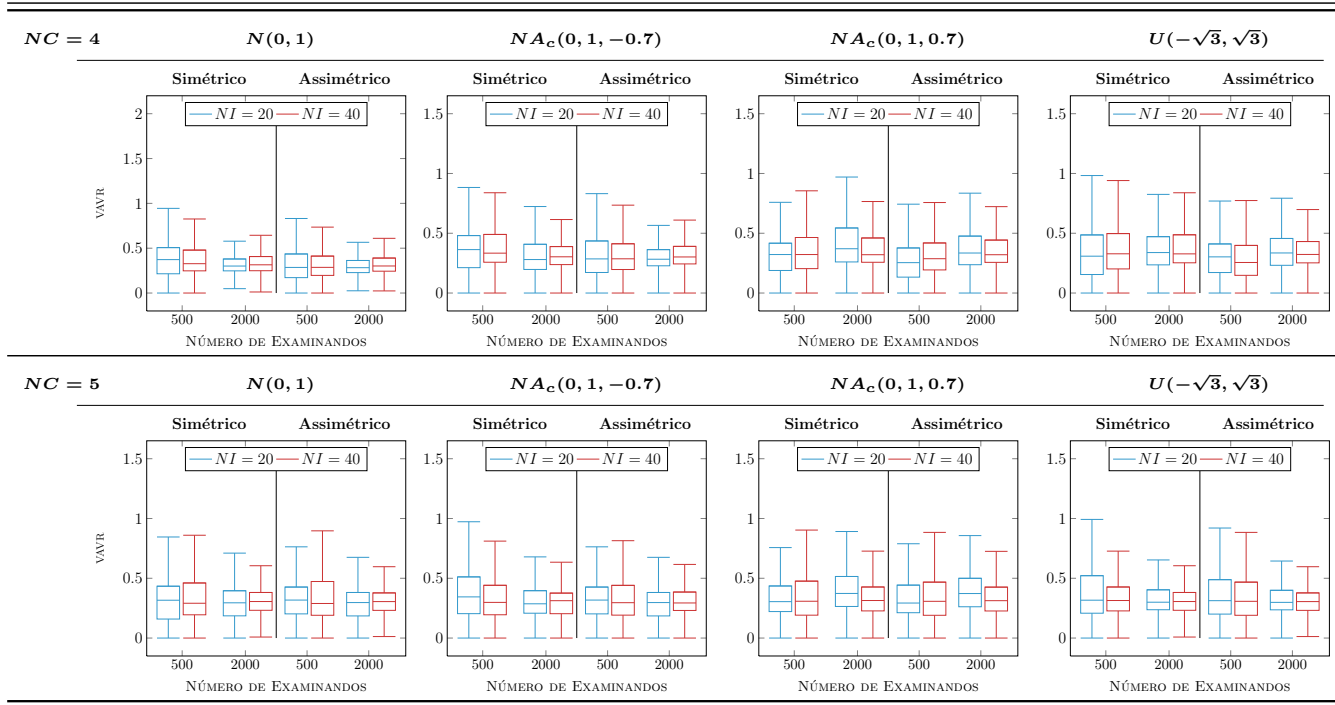 NC = 4 N(0, 1) NA_c(0, 1, −0.7) NA_c(0, 1, 0.7) U(−√3, √3)
Simétrico Assimétrico Simétrico Assimétrico Simétrico Assimétrico Simétrico Assimétrico
NI = 20 NI = 40 NI = 20 NI = 40 NI = 20 NI = 40 NI = 20 NI = 40
2 1.5 1.5 1.5
1.5
1 1 1 1
VAVR
0.5 0.5 0.5 0.5
0 0 0 0
500 2000 500 2000 500 2000 500 2000 500 2000 500 2000 500 2000 500 2000
Número de Examinandos Número de Examinandos Número de Examinandos Número de Examinandos
NC = 5 N(0, 1) NA_c(0, 1, −0.7) NA_c(0, 1, 0.7) U(−√3, √3)
Simétrico Assimétrico Simétrico Assimétrico Simétrico Assimétrico Simétrico Assimétrico
NI = 20 NI = 40 NI = 20 NI = 40 NI = 20 NI = 40 NI = 20 NI = 40
1.5 1.5 1.5 1.5
1 1 1 1
VAVR
0.5 0.5 0.5 0.5
0 0 0 0
500 2000 500 2000 500 2000 500 2000 500 2000 500 2000 500 2000 500 2000
Número de Examinandos Número de Examinandos Número de Examinandos Número de Examinandos